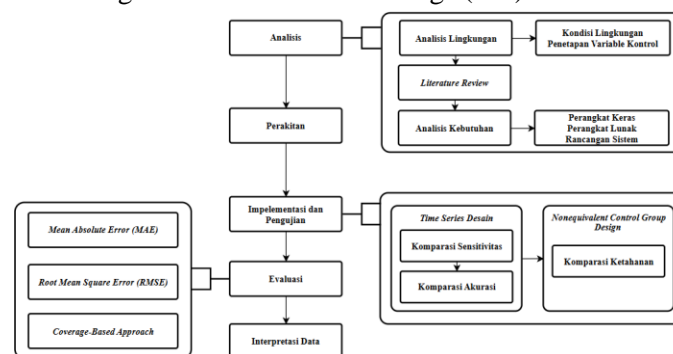 Analisis
Analisis Lingkungan
Kondisi Lingkungan
Penetapan Variable Kontrol
Literature Review
Analisis Kebutuhan
Perangkat Keras
Perangkat Lunak
Rancangan Sistem
Perakitan
Impelementasi dan
Pengujian
Time Series Desain
Komparasi Sensitivitas
Komparasi Akurasi
Nonequivalent Control Group
Design
Komparasi Ketahanan
Mean Absolute Error (MAE)
Root Mean Square Error (RMSE)
Coverage-Based Approach
Evaluasi
Interpretasi Data